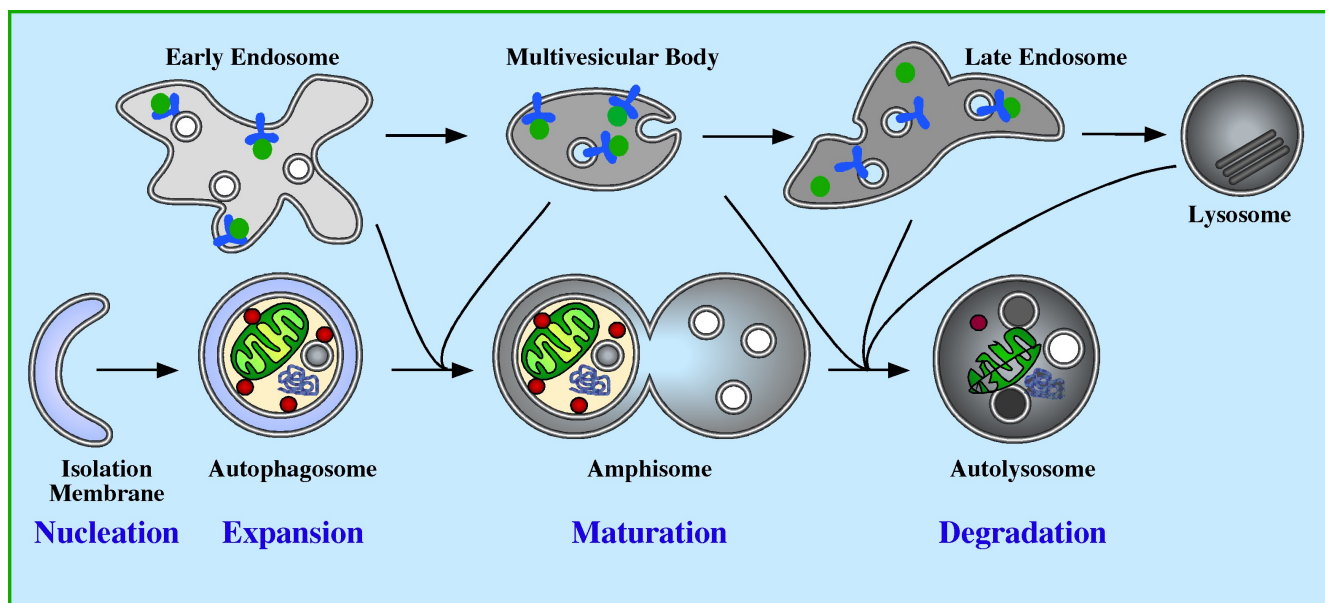 Early Endosome
Multivesicular Body
Late Endosome
Lysosome
Isolation
Membrane
Autophagosome
Amphisome
Autolysosome
Nucleation
Expansion
Maturation
Degradation